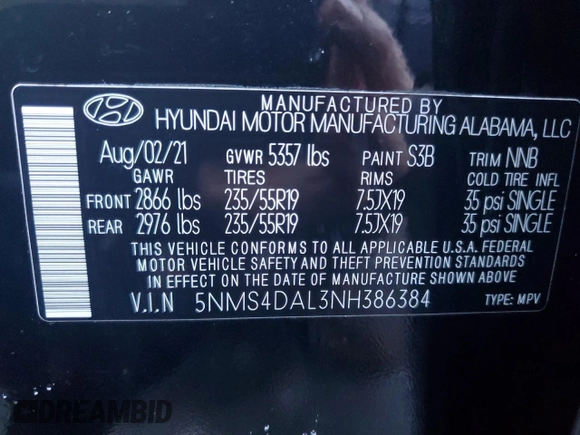 MANUFACTURED BY
HYUNDAI MOTOR MANUFACTURING ALABAMA, LLC
Aug/02/21 GVWR 5357 lbs PAINT S3B TRIM NNB
GAWR TIRES RIMS COLD TIRE INFL
FRONT 2866 lbs 235/55R19 7.5JX19 35 psi SINGLE
REAR 2976 lbs 235/55R19 7.5JX19 35 psi SINGLE
THIS VEHICLE CONFORMS TO ALL APPLICABLE U.S.A. FEDERAL
MOTOR VEHICLE SAFETY AND THEFT PREVENTION STANDARDS
IN EFFECT ON THE DATE OF MANUFACTURE SHOWN ABOVE.
V.I.N 5NMS4DAL3NH386384 TYPE: MPV
DREAMBID